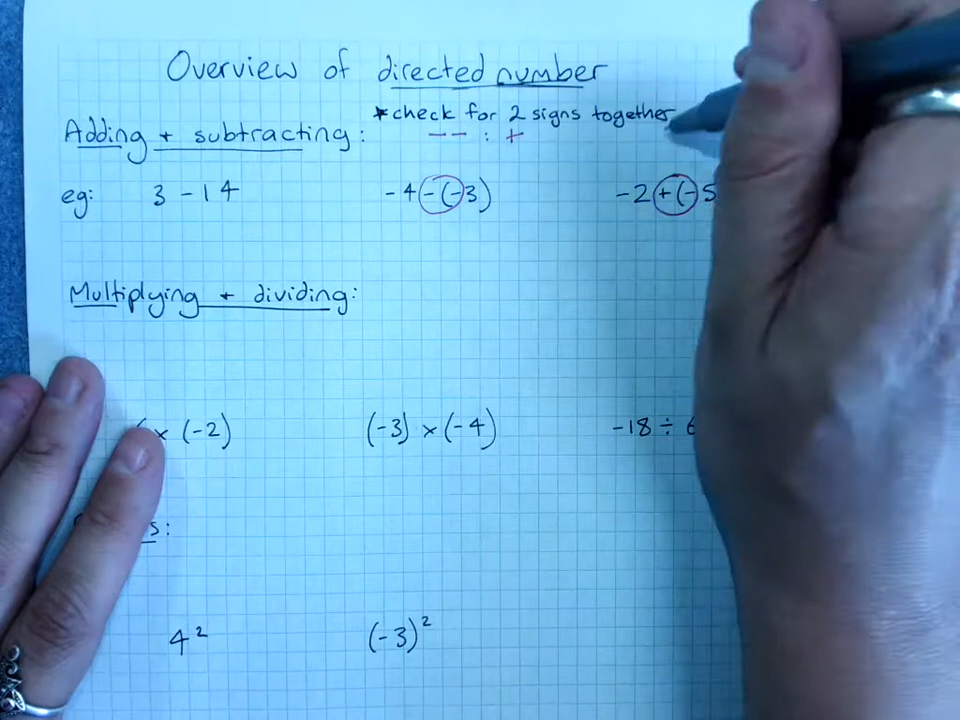 Overview of directed number
*check for 2 signs together
Adding + subtracting: -- : +
eg: 3 - 14 -4 - (-3) -2 + (-5
Multiplying + dividing:
x (-2) (-3) x (-4) -18 ÷ 6
s:
4² (-3)²